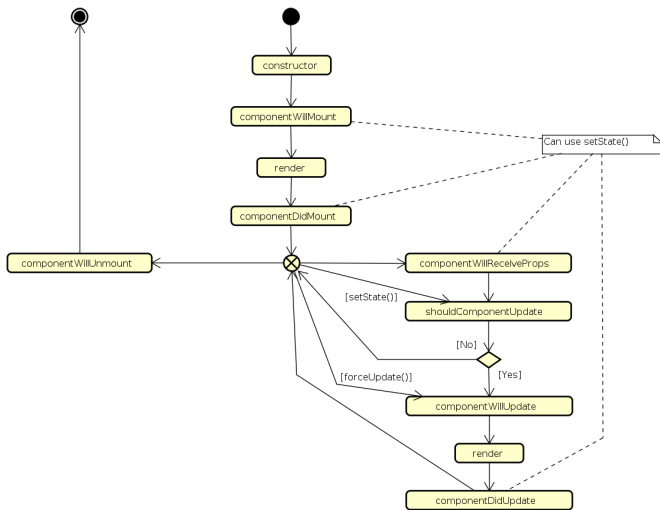 constructor
componentWillMount
Can use setState()
render
componentDidMount
componentWillUnmount
componentWillReceiveProps
[setState()]
shouldComponentUpdate
[No]
[Yes]
[forceUpdate()]
componentWillUpdate
render
componentDidUpdate